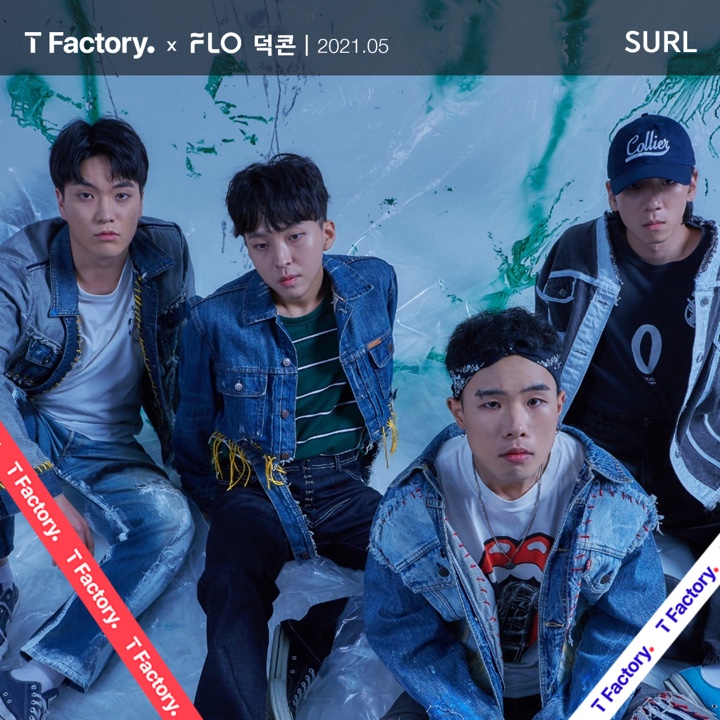 T Factory. x FLO 덕콘 | 2021.05
SURL
Collier
T Factory.
T Factory.
T Factory.
T Factory.
T Factory.